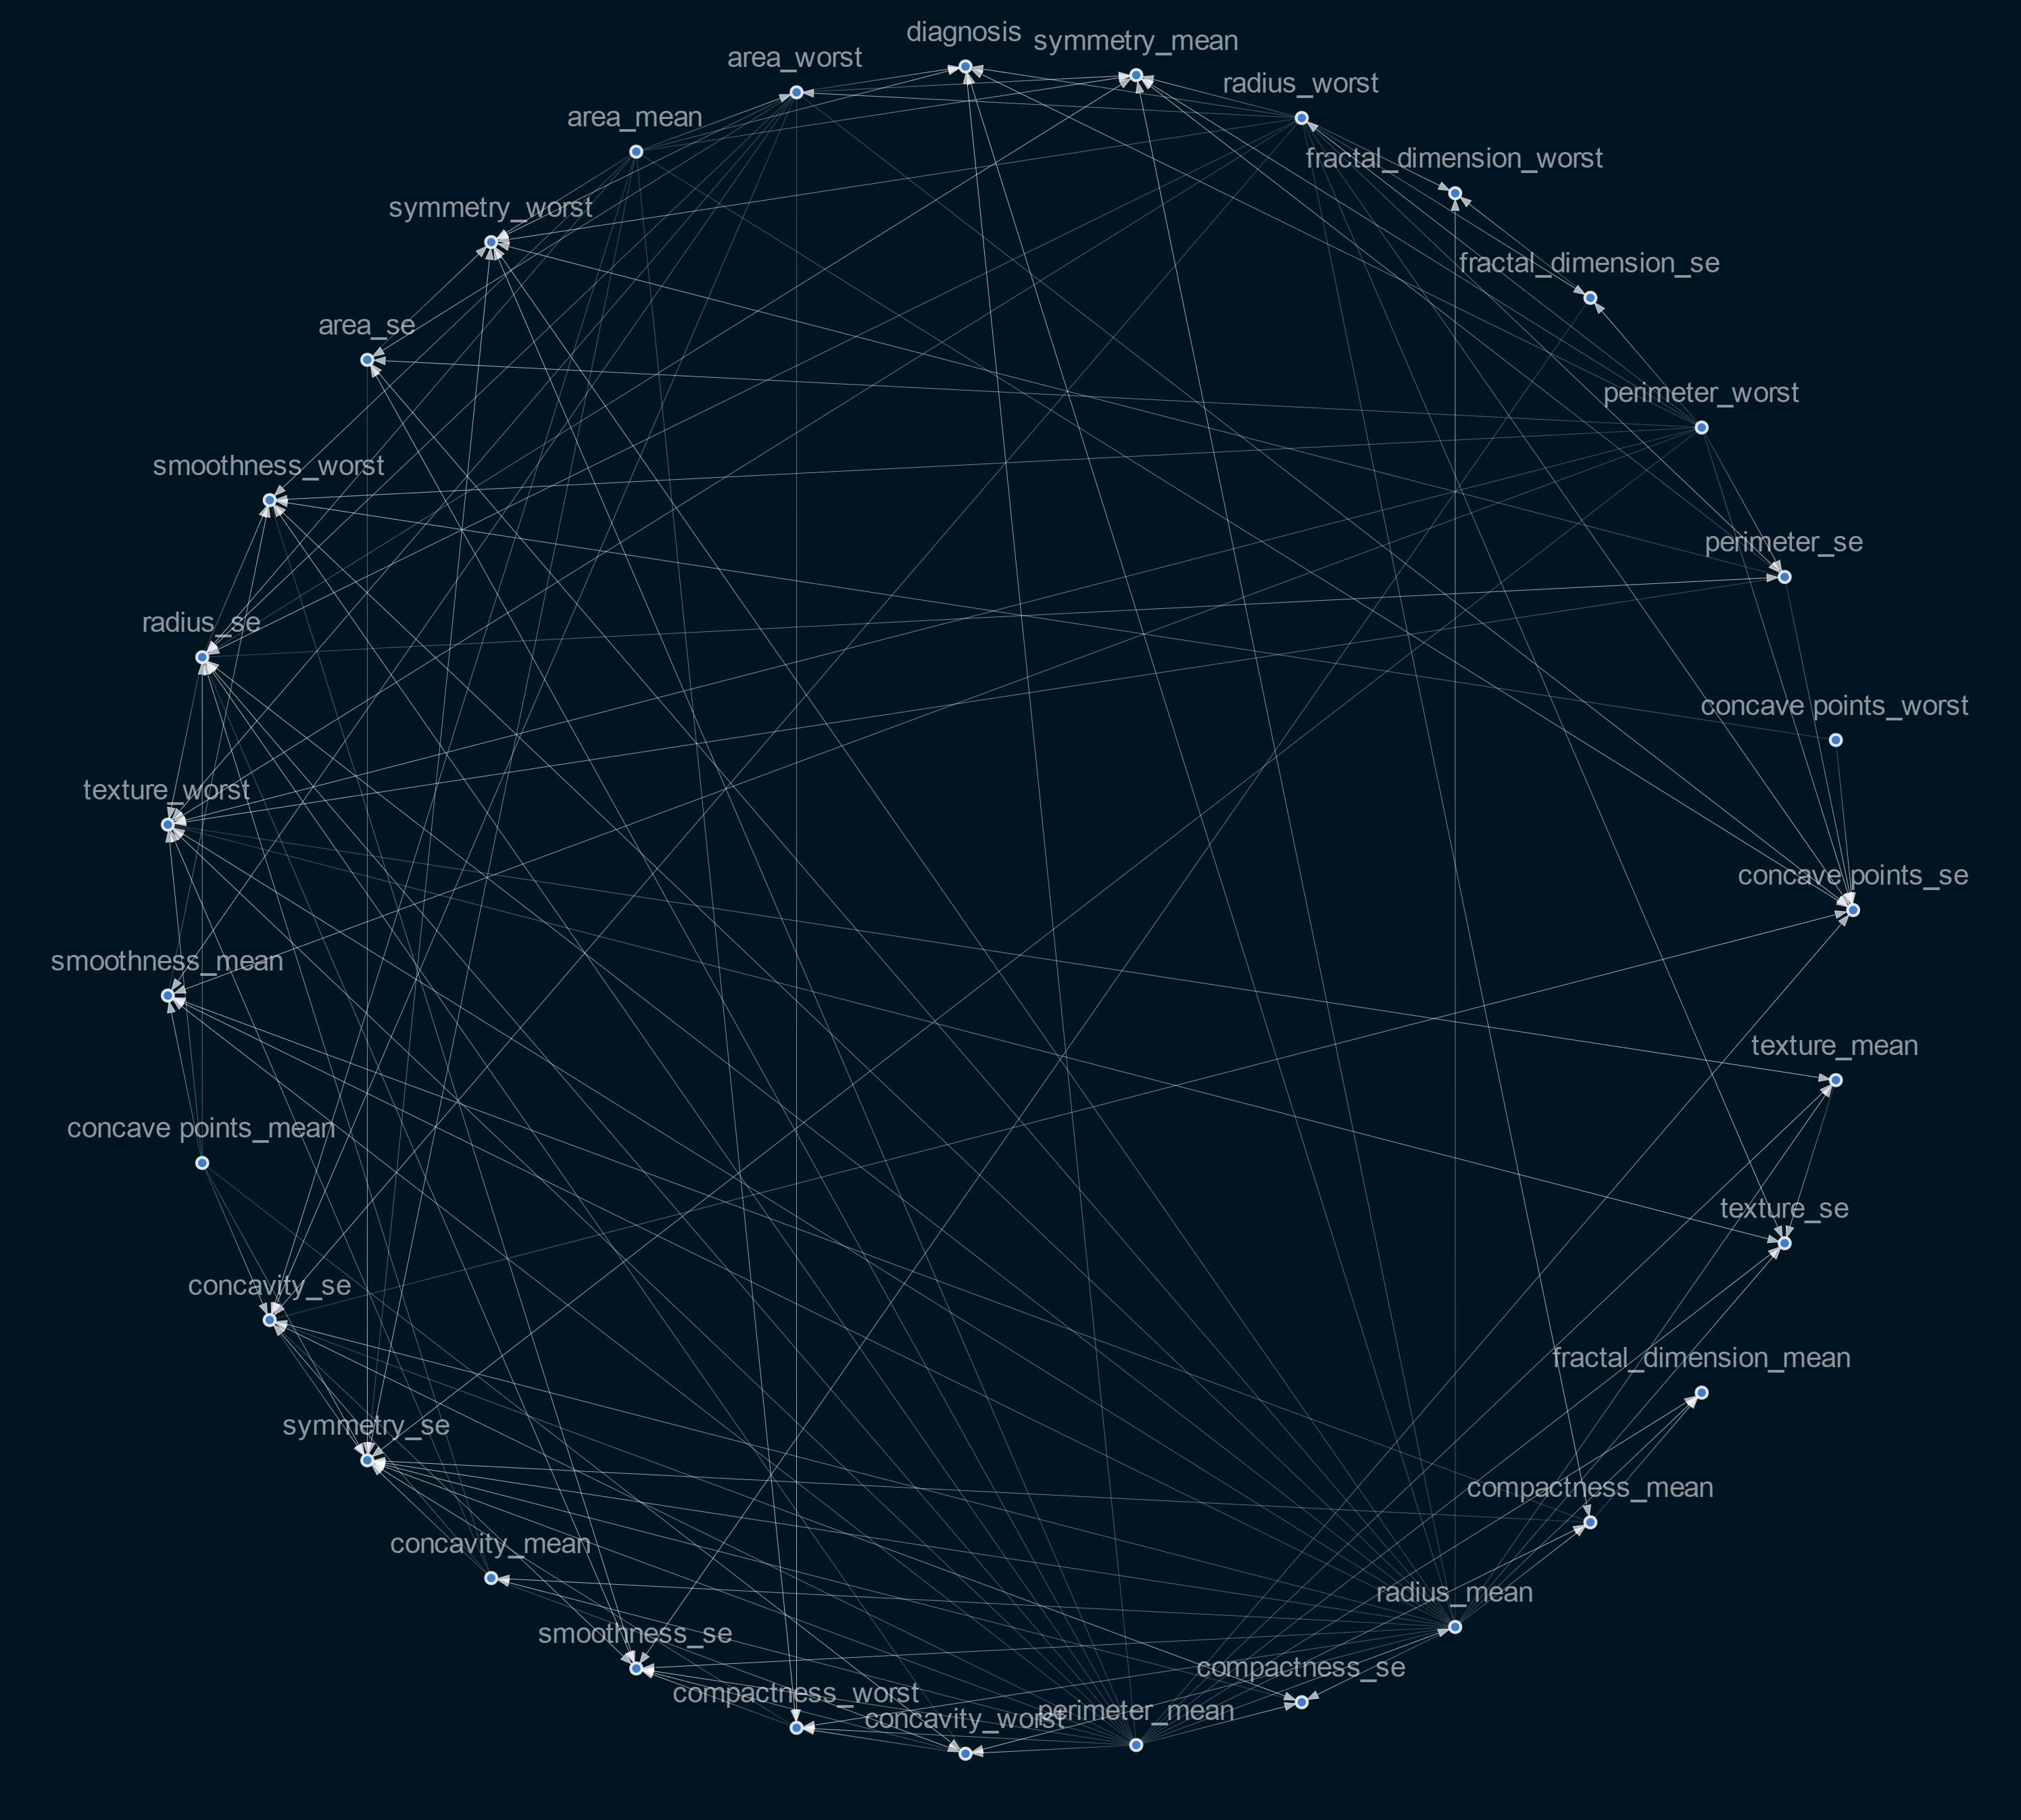 diagnosis
symmetry_mean
area_worst
radius_worst
area_mean
fractal_dimension_worst
symmetry_worst
fractal_dimension_se
area_se
perimeter_worst
smoothness_worst
perimeter_se
radius_se
concave points_worst
texture_worst
concave points_se
smoothness_mean
texture_mean
concave points_mean
texture_se
concavity_se
fractal_dimension_mean
symmetry_se
compactness_mean
concavity_mean
radius_mean
smoothness_se
compactness_se
compactness_worst
perimeter_mean
concavity_worst